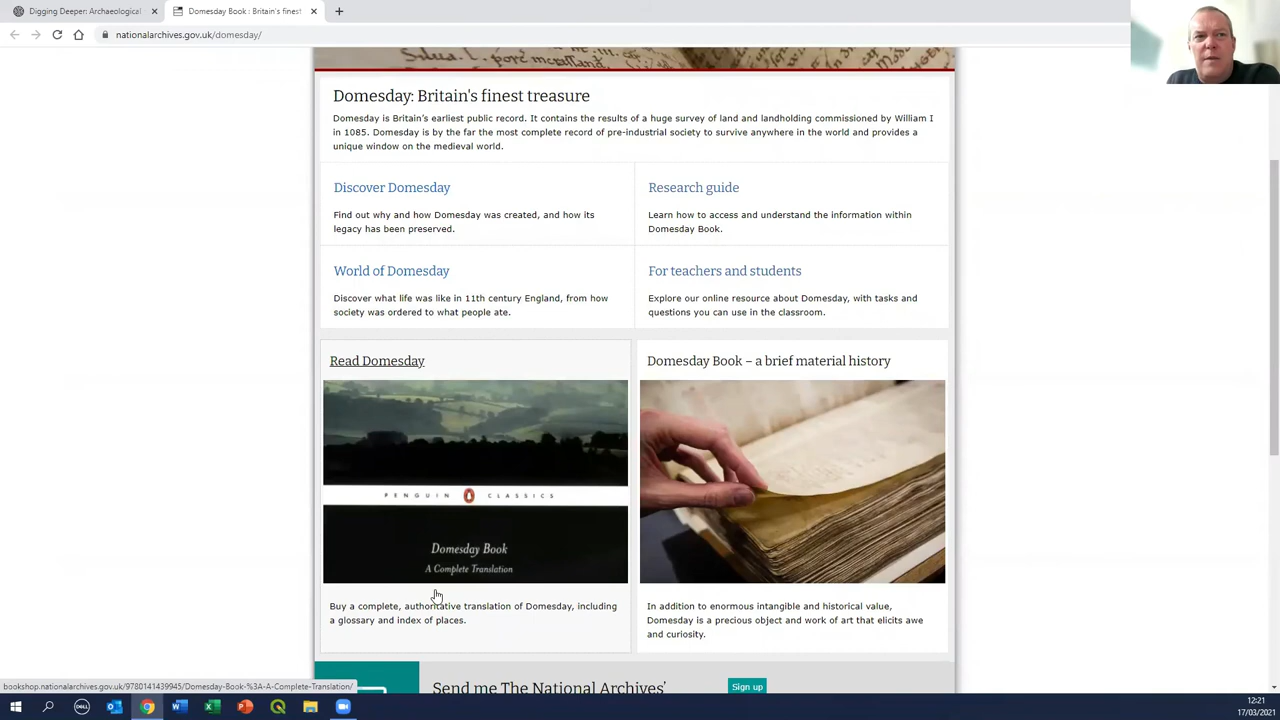 Digging Deeper: Archaeological
Domesday Book : Britain's finest
nationalarchives.gov.uk/domesday/
Domesday: Britain's finest treasure
Domesday is Britain's earliest public record. It contains the results of a huge survey of land and landholding commissioned by William I
in 1085. Domesday is by the far the most complete record of pre-industrial society to survive anywhere in the world and provides a
unique window on the medieval world.
Discover Domesday
Find out why and how Domesday was created, and how its
legacy has been preserved.
Research guide
Learn how to access and understand the information within
Domesday Book.
World of Domesday
Discover what life was like in 11th century England, from how
society was ordered to what people ate.
For teachers and students
Explore our online resource about Domesday, with tasks and
questions you can use in the classroom.
Read Domesday
PENGUIN CLASSICS
Domesday Book
A Complete Translation
Buy a complete, authoritative translation of Domesday, including
a glossary and index of places.
Domesday Book – a brief material history
In addition to enormous intangible and historical value,
Domesday is a precious object and work of art that elicits awe
and curiosity.
Send me The National Archives'
Sign up
bookshop.nationalarchives.gov.uk/9780141439945/Domesday-Book-%3A-A-Complete-Translation/
12:21
17/03/2021